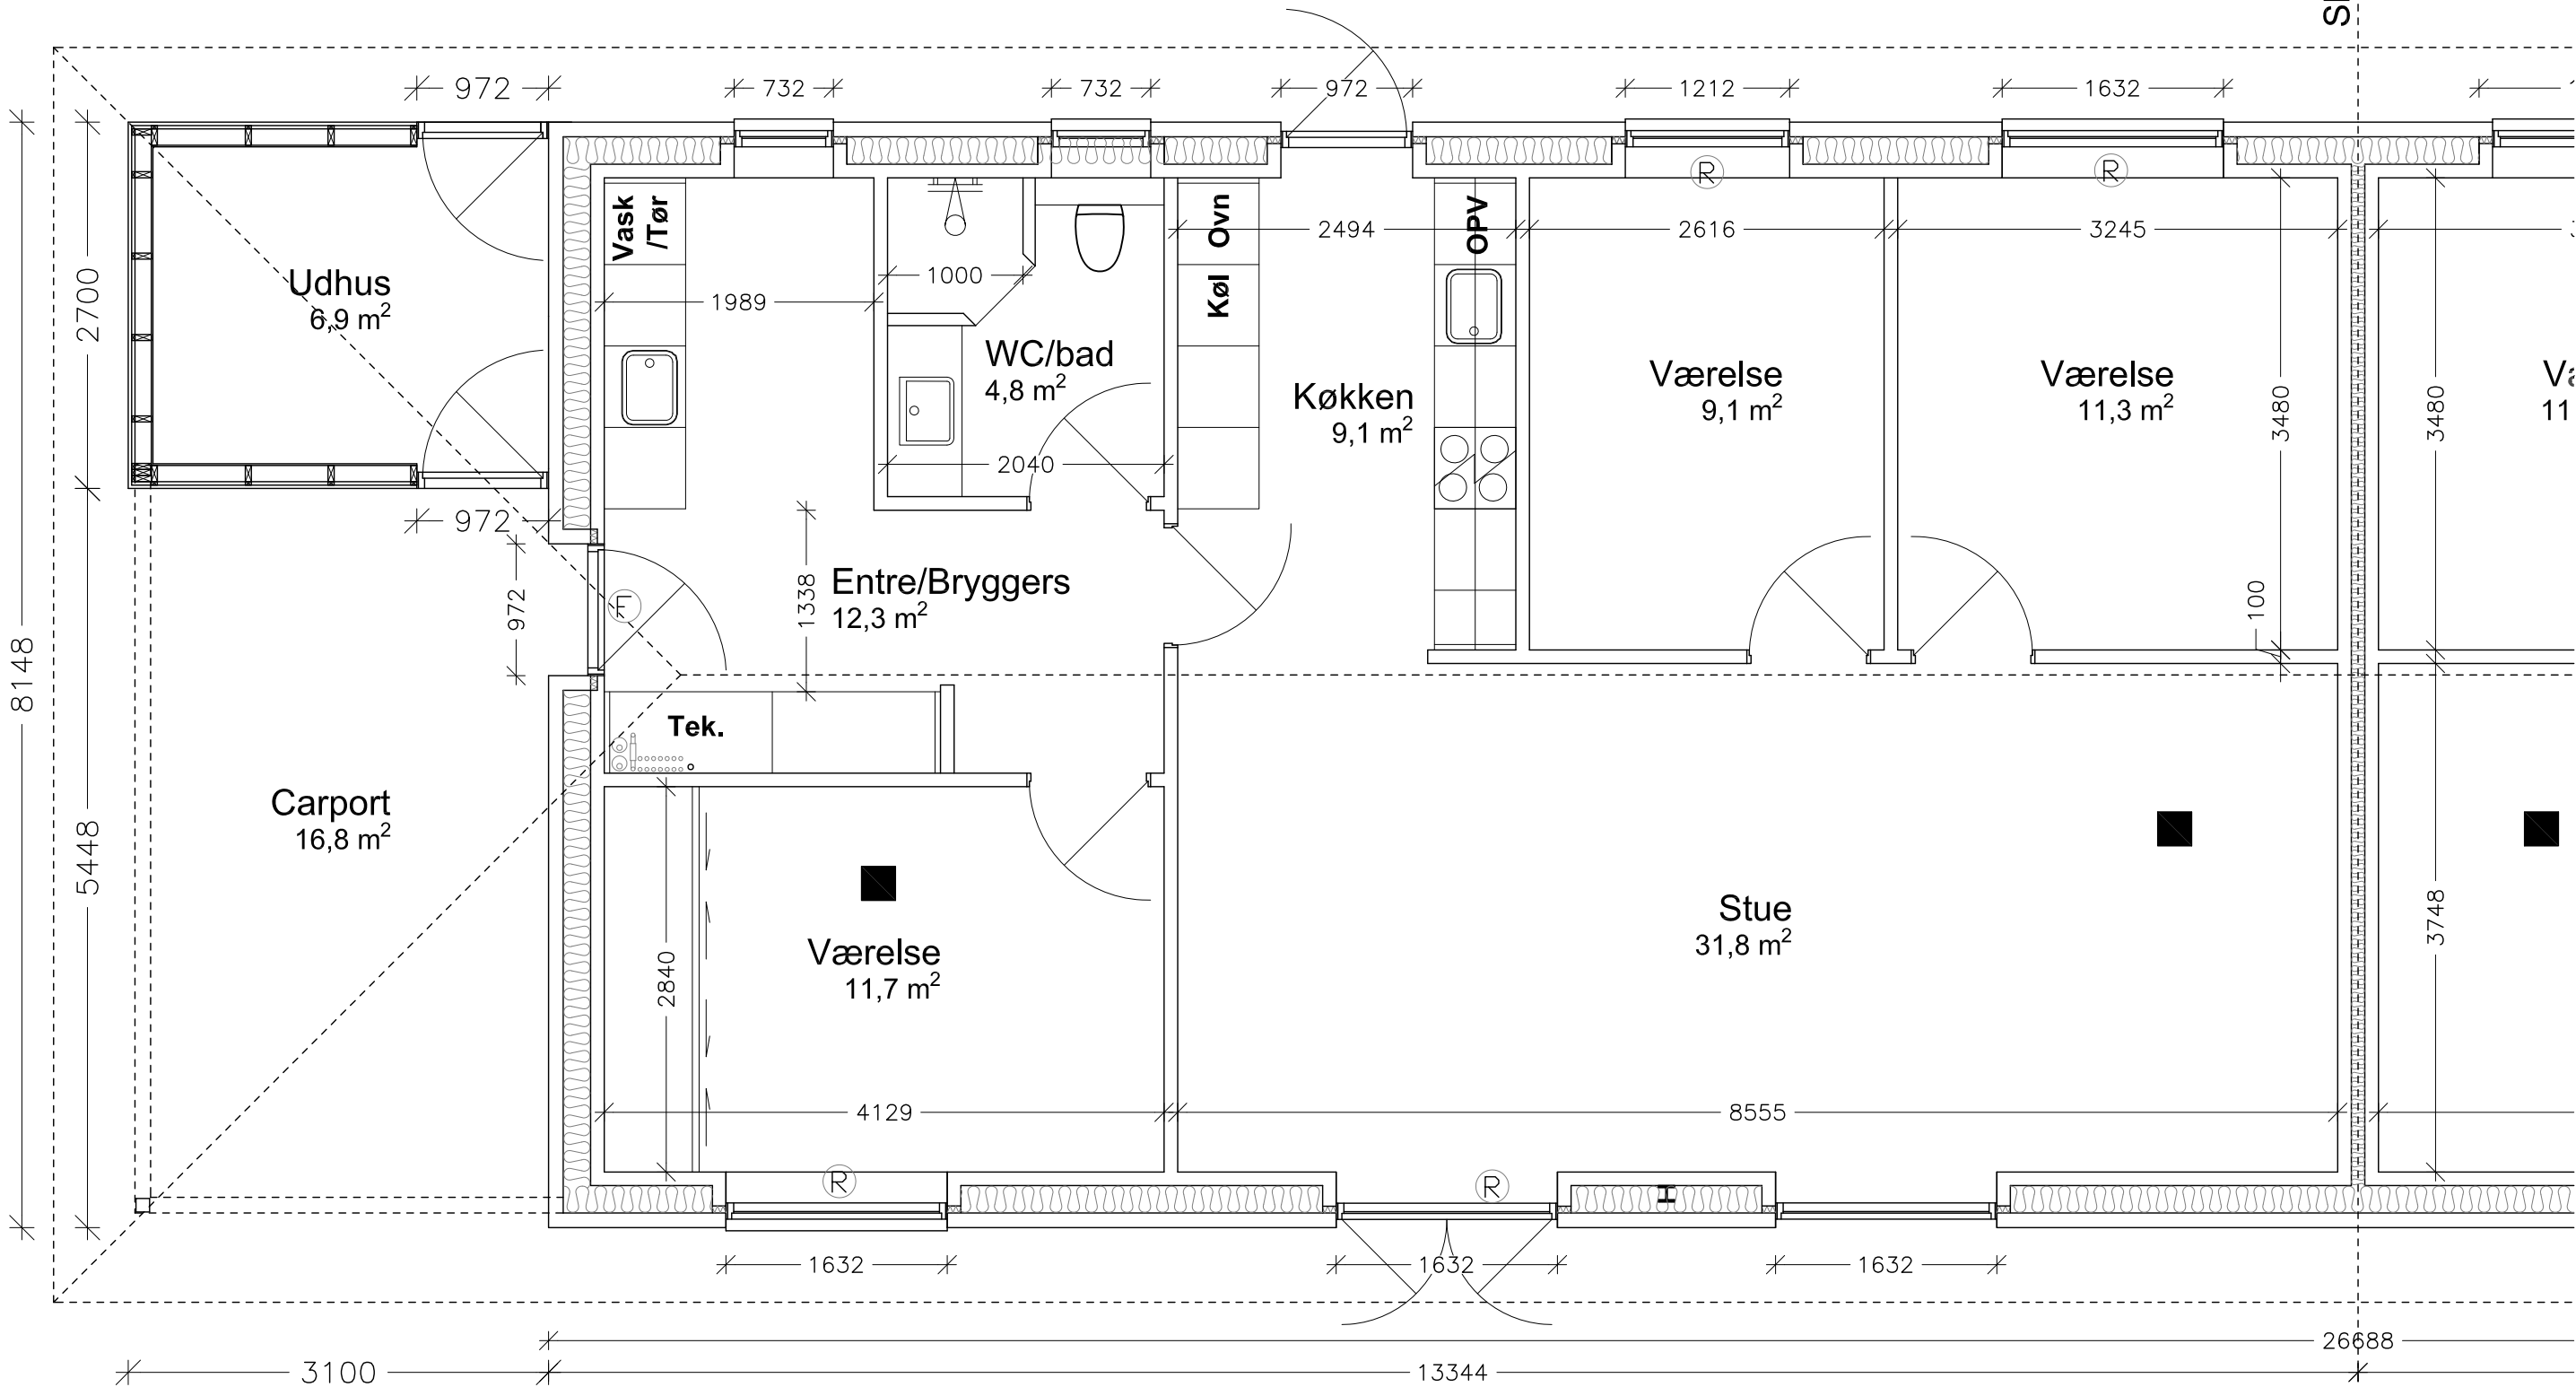 972
732
732
972
1212
1632
Vask
/Tør
Ovn
OPV
2494
2616
3245
Udhus
6,9 m²
2700
1000
1989
Køl
WC/bad
4,8 m²
Køkken
9,1 m²
Værelse
9,1 m²
Værelse
11,3 m²
3480
3480
11
2040
972
972
1338
Entre/Bryggers
12,3 m²
F
100
8148
Tek.
Carport
16,8 m²
5448
Værelse
11,7 m²
2840
Stue
31,8 m²
3748
4129
8555
R
R
R
R
H
1632
1632
1632
26688
3100
13344